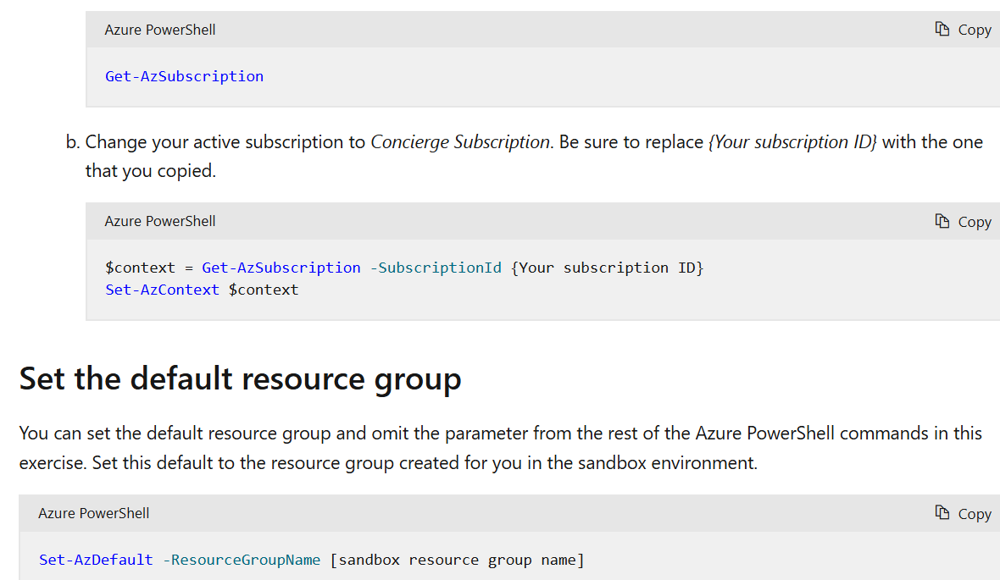 Azure PowerShell
Copy
Get-AzSubscription
b. Change your active subscription to Concierge Subscription. Be sure to replace {Your subscription ID} with the one
that you copied.
Azure PowerShell
Copy
$context = Get-AzSubscription -SubscriptionId {Your subscription ID}
Set-AzContext $context
Set the default resource group
You can set the default resource group and omit the parameter from the rest of the Azure PowerShell commands in this
exercise. Set this default to the resource group created for you in the sandbox environment.
Azure PowerShell
Copy
Set-AzDefault -ResourceGroupName [sandbox resource group name]